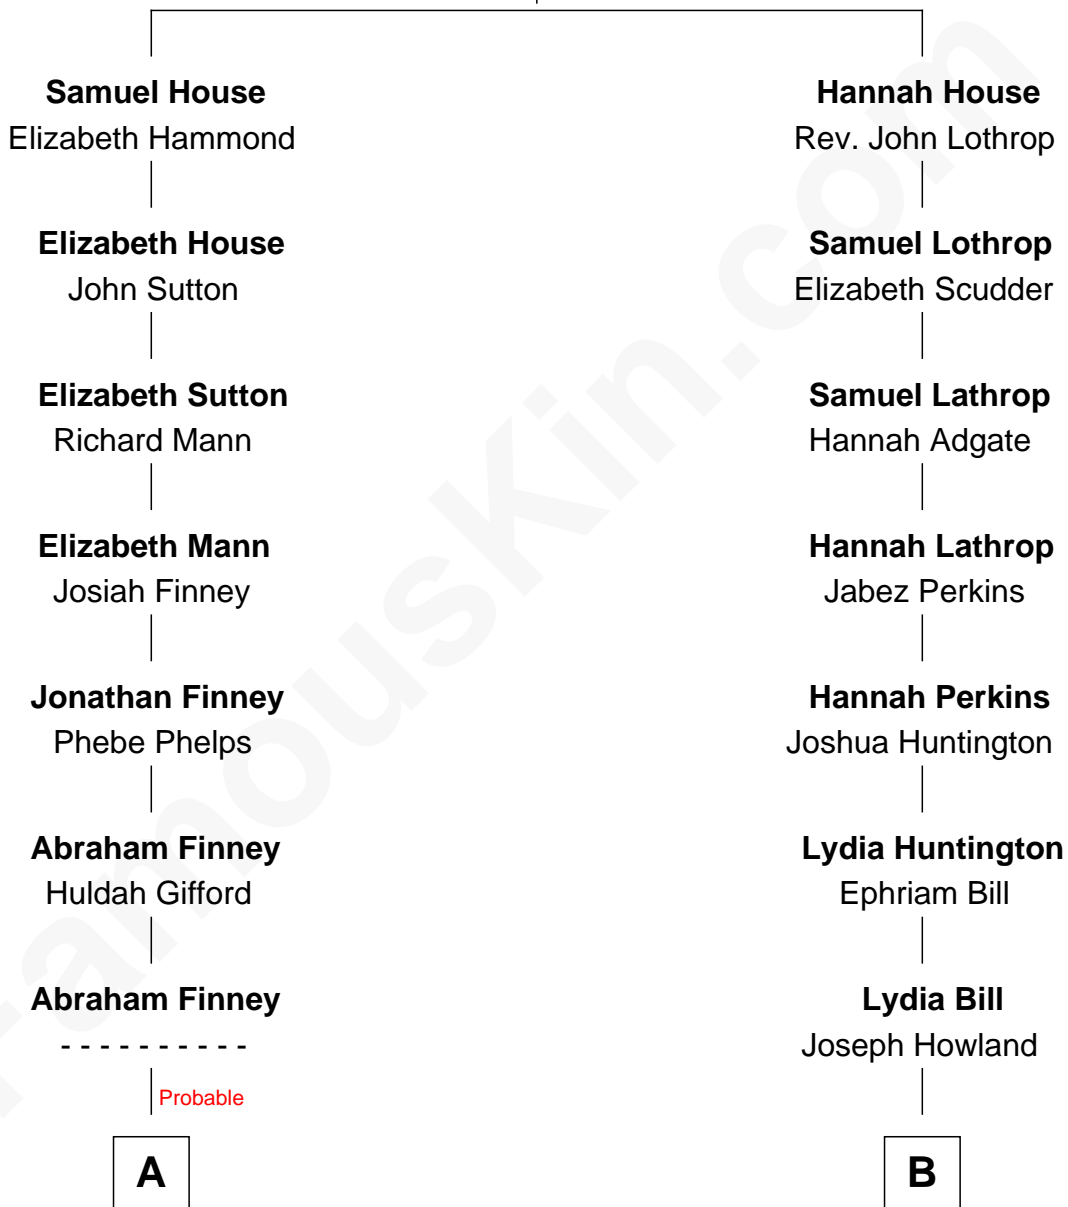 Samuel House
Elizabeth Hammond
Elizabeth House
John Sutton
Elizabeth Sutton
Richard Mann
Elizabeth Mann
Josiah Finney
Jonathan Finney
Phebe Phelps
Abraham Finney
Huldah Gifford
Abraham Finney
- - - - - - - - - -
Probable
A
Hannah House
Rev. John Lothrop
Samuel Lothrop
Elizabeth Scudder
Samuel Lathrop
Hannah Adgate
Hannah Lathrop
Jabez Perkins
Hannah Perkins
Joshua Huntington
Lydia Huntington
Ephriam Bill
Lydia Bill
Joseph Howland
B
FamousKin.com